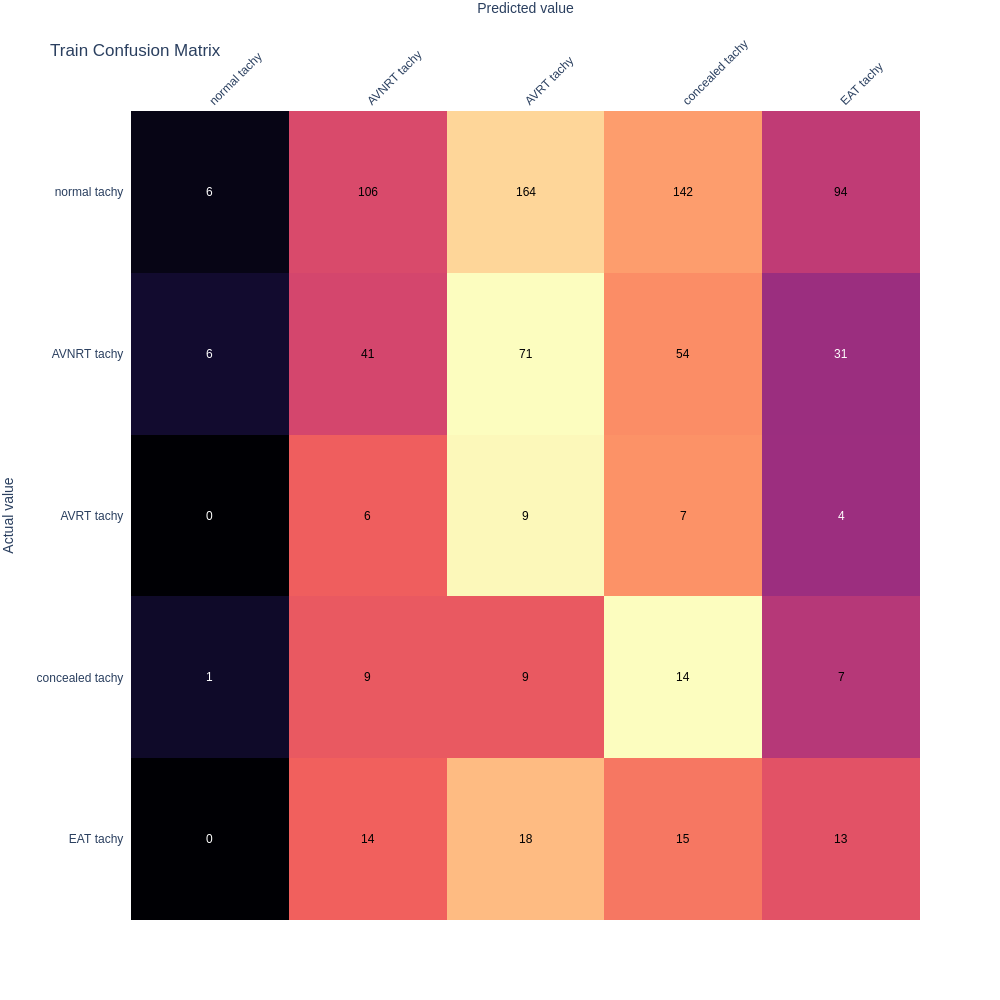 Predicted value
Train Confusion Matrix
normal tachy AVNRT tachy AVRT tachy concealed tachy EAT tachy
normal tachy 6 106 164 142 94
AVNRT tachy 6 41 71 54 31
AVRT tachy 0 6 9 7 4
Actual value
concealed tachy 1 9 9 14 7
EAT tachy 0 14 18 15 13